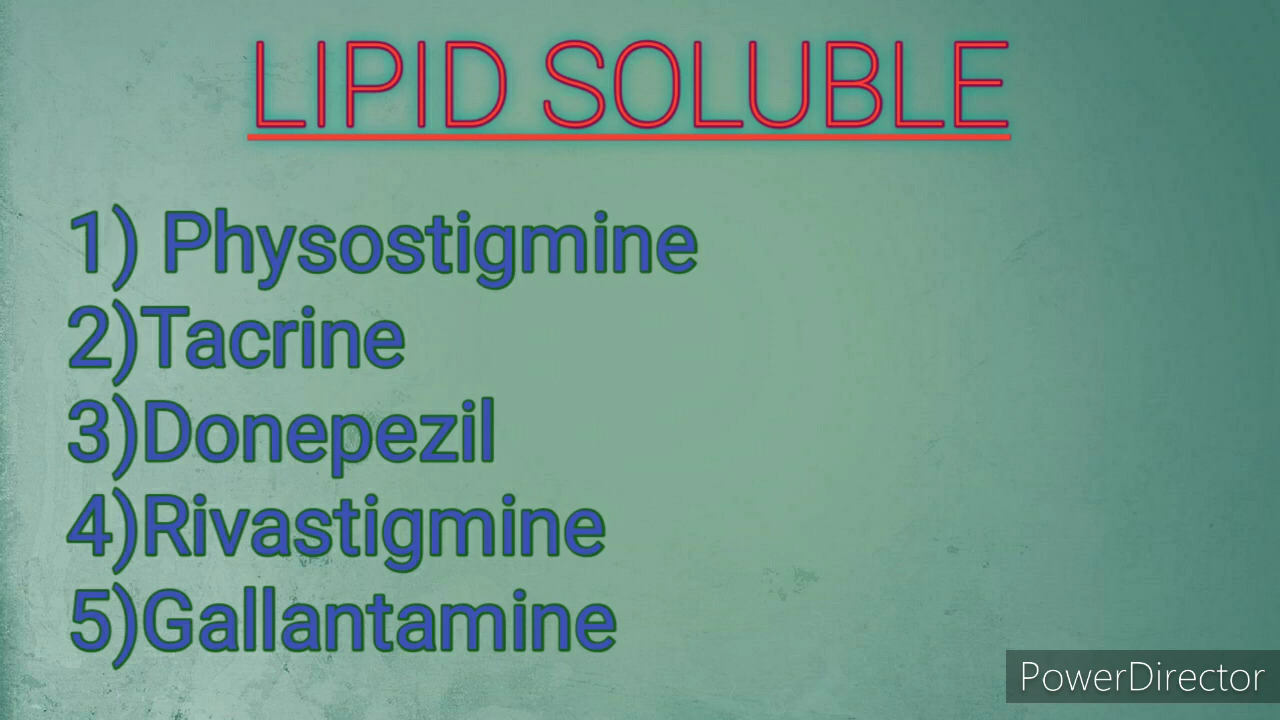 LIPID SOLUBLE
1) Physostigmine
2)Tacrine
3)Donepezil
4)Rivastigmine
5)Gallantamine
PowerDirector